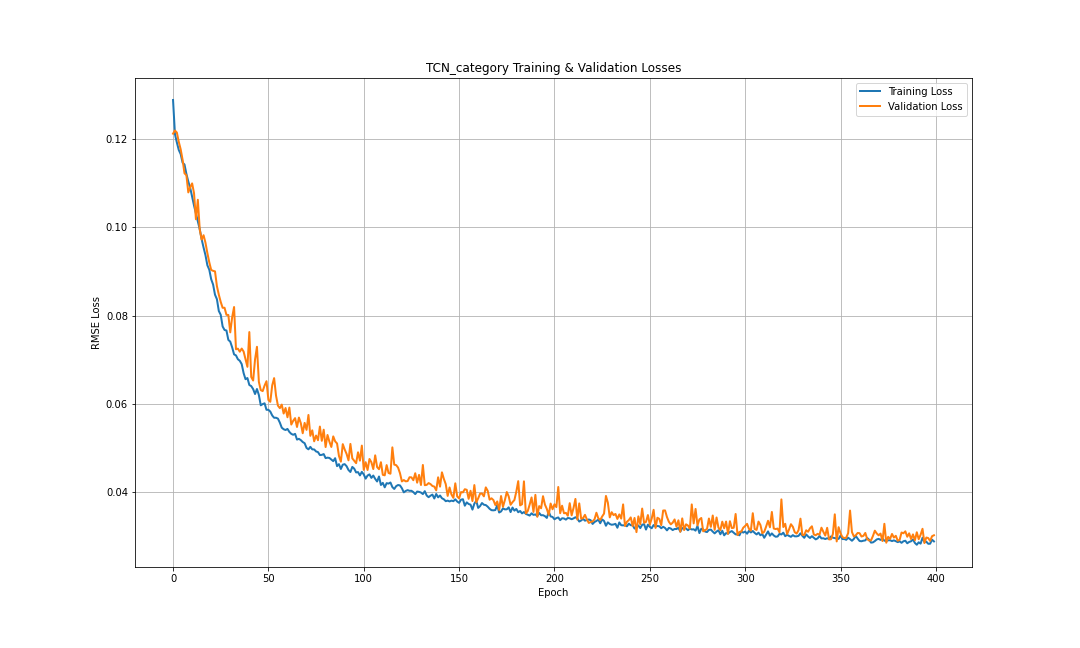 TCN_category Training & Validation Losses
Training Loss
Validation Loss
RMSE Loss
0.12
0.10
0.08
0.06
0.04
0 50 100 150 200 250 300 350 400
Epoch